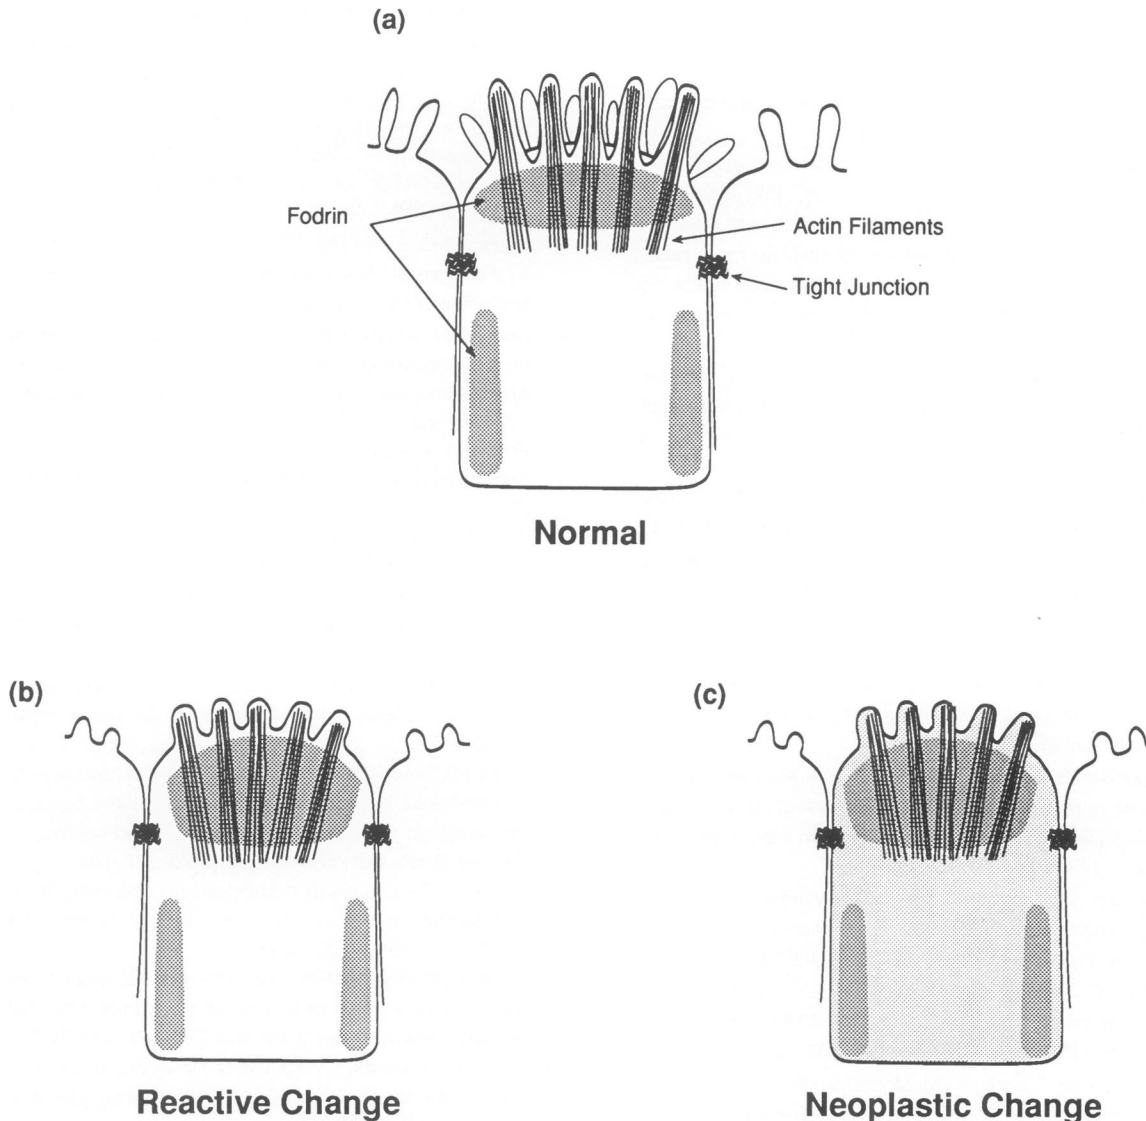 (a)
Fodrin
Actin Filaments
Tight Junction
Normal
(b)
(c)
Reactive Change
Neoplastic Change